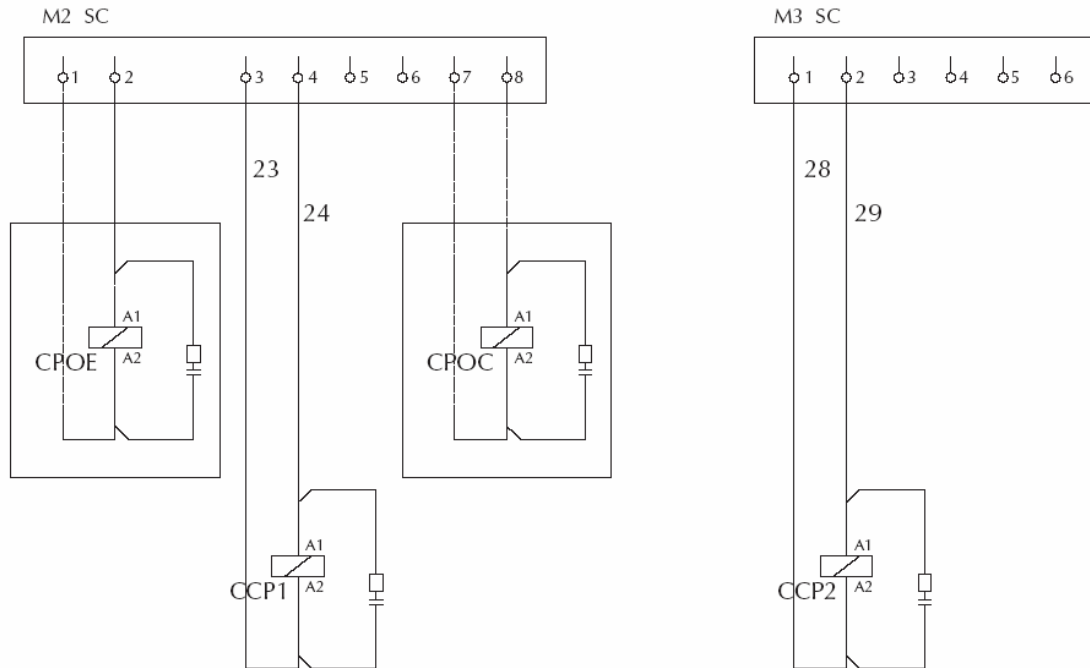 M2 SC
M3 SC
1 2 3 4 5 6 7 8
1 2 3 4 5 6
23
28
24
29
A1
CPOE
A2
A1
CPOC
A2
A1
CCP1
A2
A1
CCP2
A2